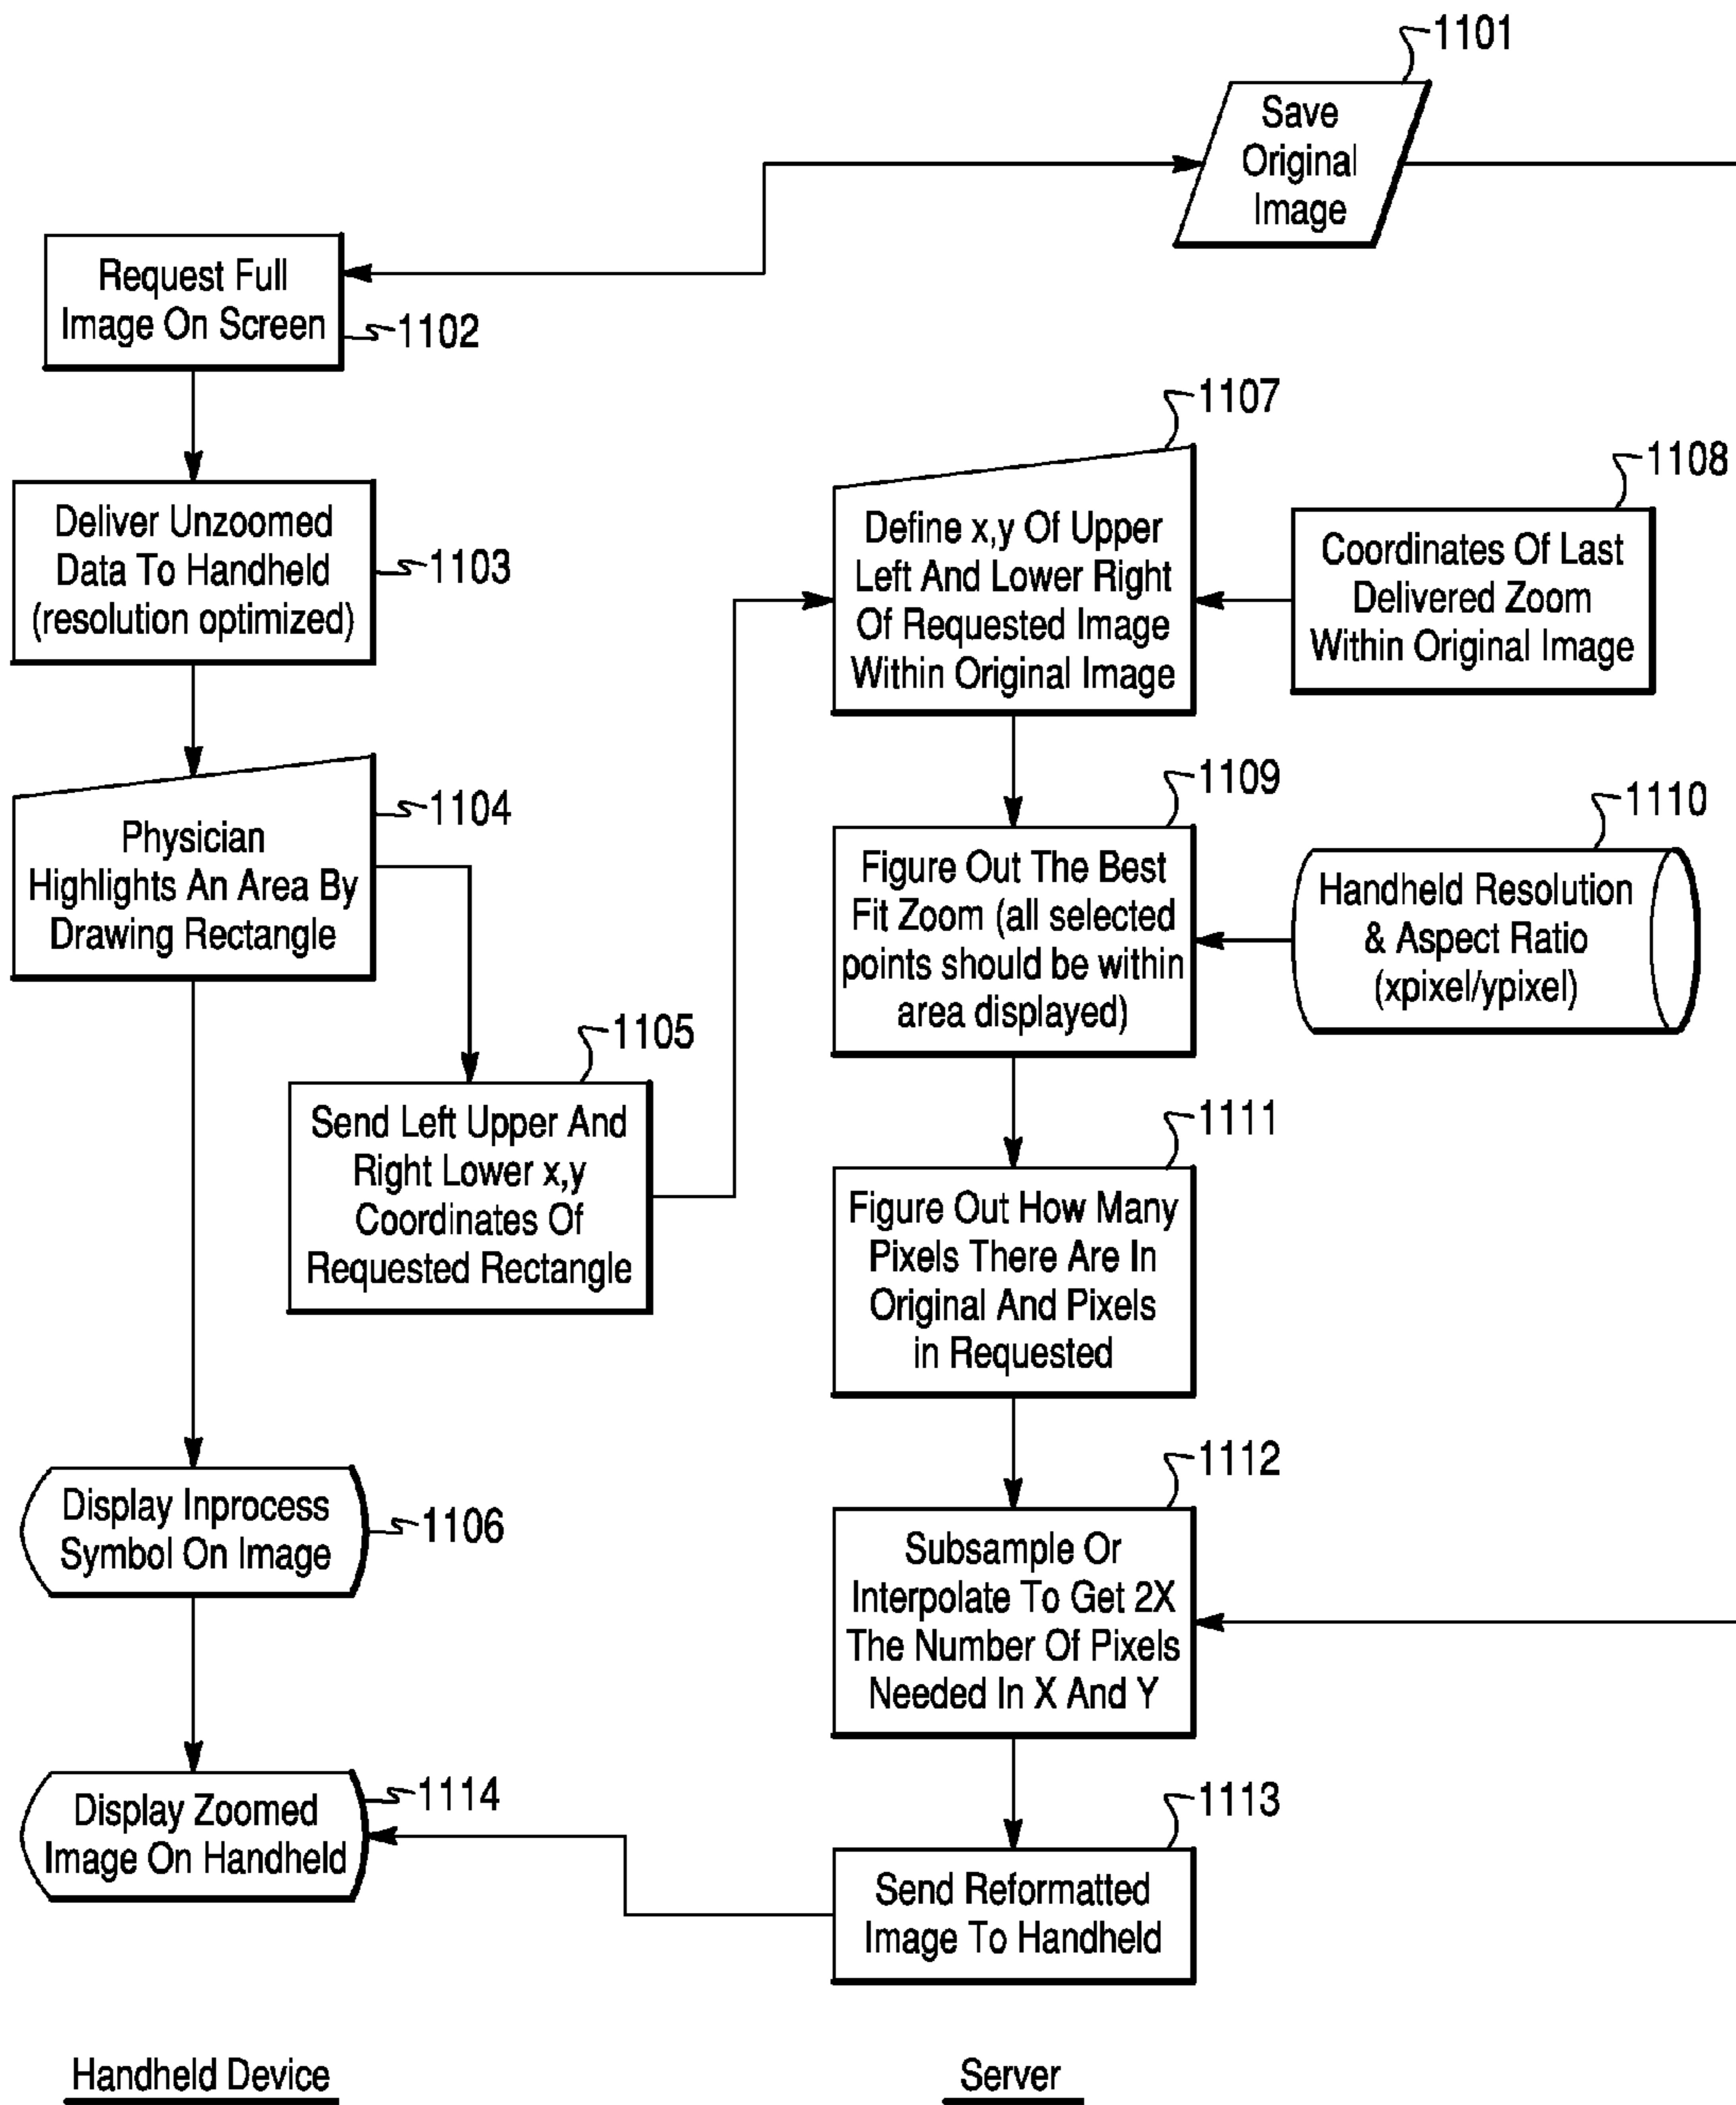 1101
Save
Original
Image
Request Full
Image On Screen
1102
Deliver Unzoomed
Data To Handheld
(resolution optimized)
1103
Physician
Highlights An Area By
Drawing Rectangle
1104
Send Left Upper And
Right Lower x,y
Coordinates Of
Requested Rectangle
1105
Display Inprocess
Symbol On Image
1106
1107
Define x,y Of Upper
Left And Lower Right
Of Requested Image
Within Original Image
1108
Coordinates Of Last
Delivered Zoom
Within Original Image
1109
Figure Out The Best
Fit Zoom (all selected
points should be within
area displayed)
1110
Handheld Resolution
& Aspect Ratio
(xpixel/ypixel)
1111
Figure Out How Many
Pixels There Are In
Original And Pixels
in Requested
1112
Subsample Or
Interpolate To Get 2X
The Number Of Pixels
Needed In X And Y
1113
Send Reformatted
Image To Handheld
Display Zoomed
Image On Handheld
1114
Handheld Device
Server